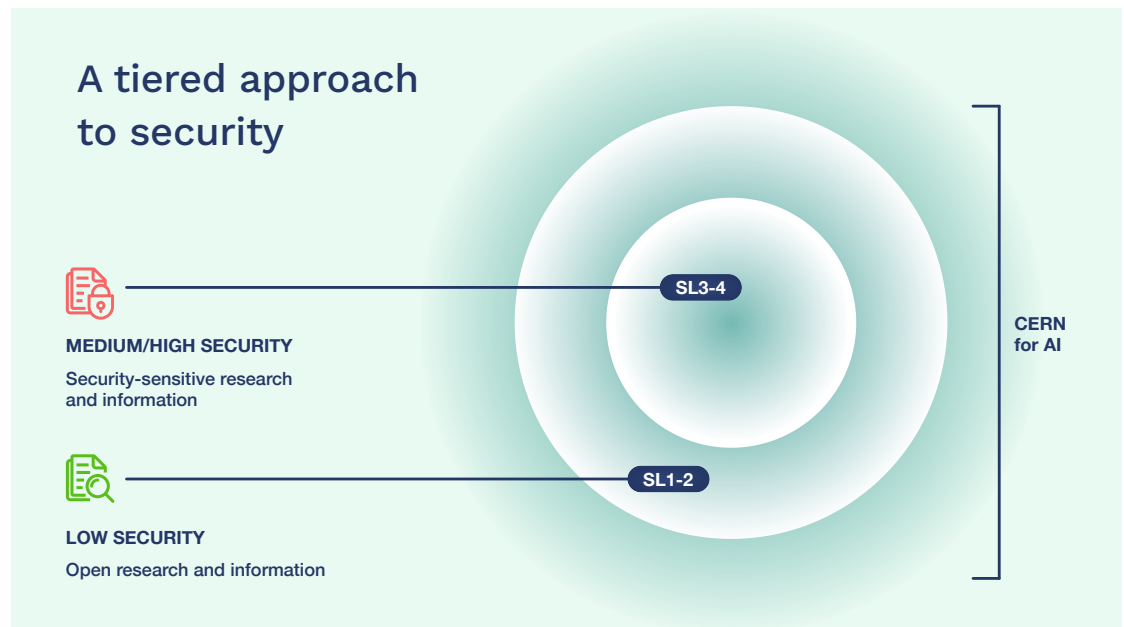 A tiered approach
to security
SL3-4
MEDIUM/HIGH SECURITY
Security-sensitive research
and information
SL1-2
LOW SECURITY
Open research and information
CERN
for AI